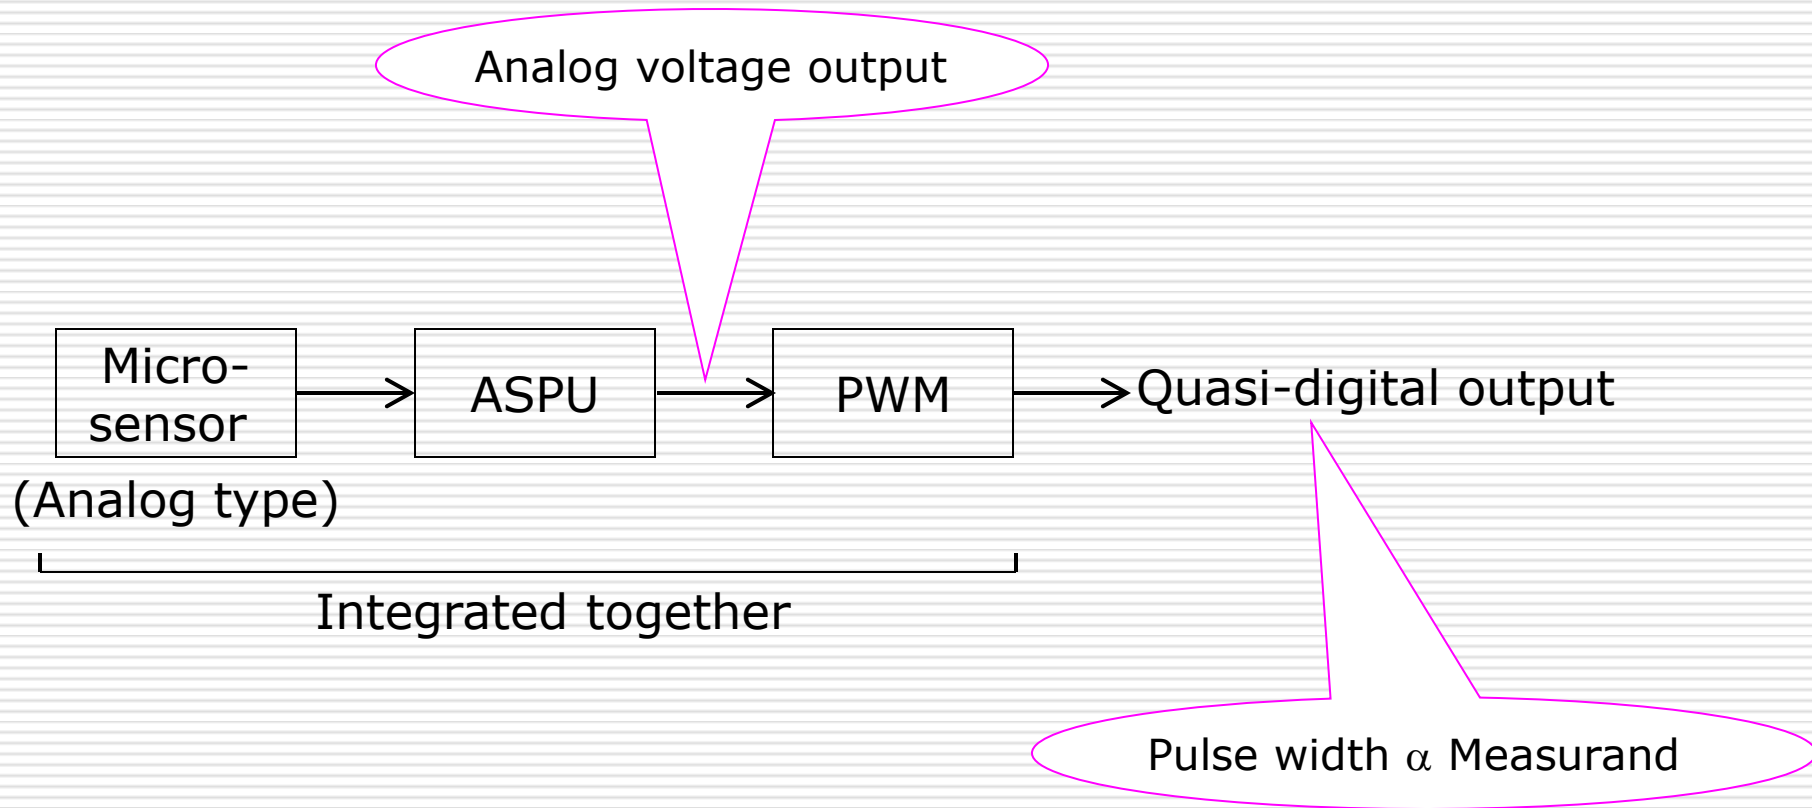 Analog voltage output
Micro-
sensor
ASPU
PWM
Quasi-digital output
(Analog type)
Integrated together
Pulse width α Measurand